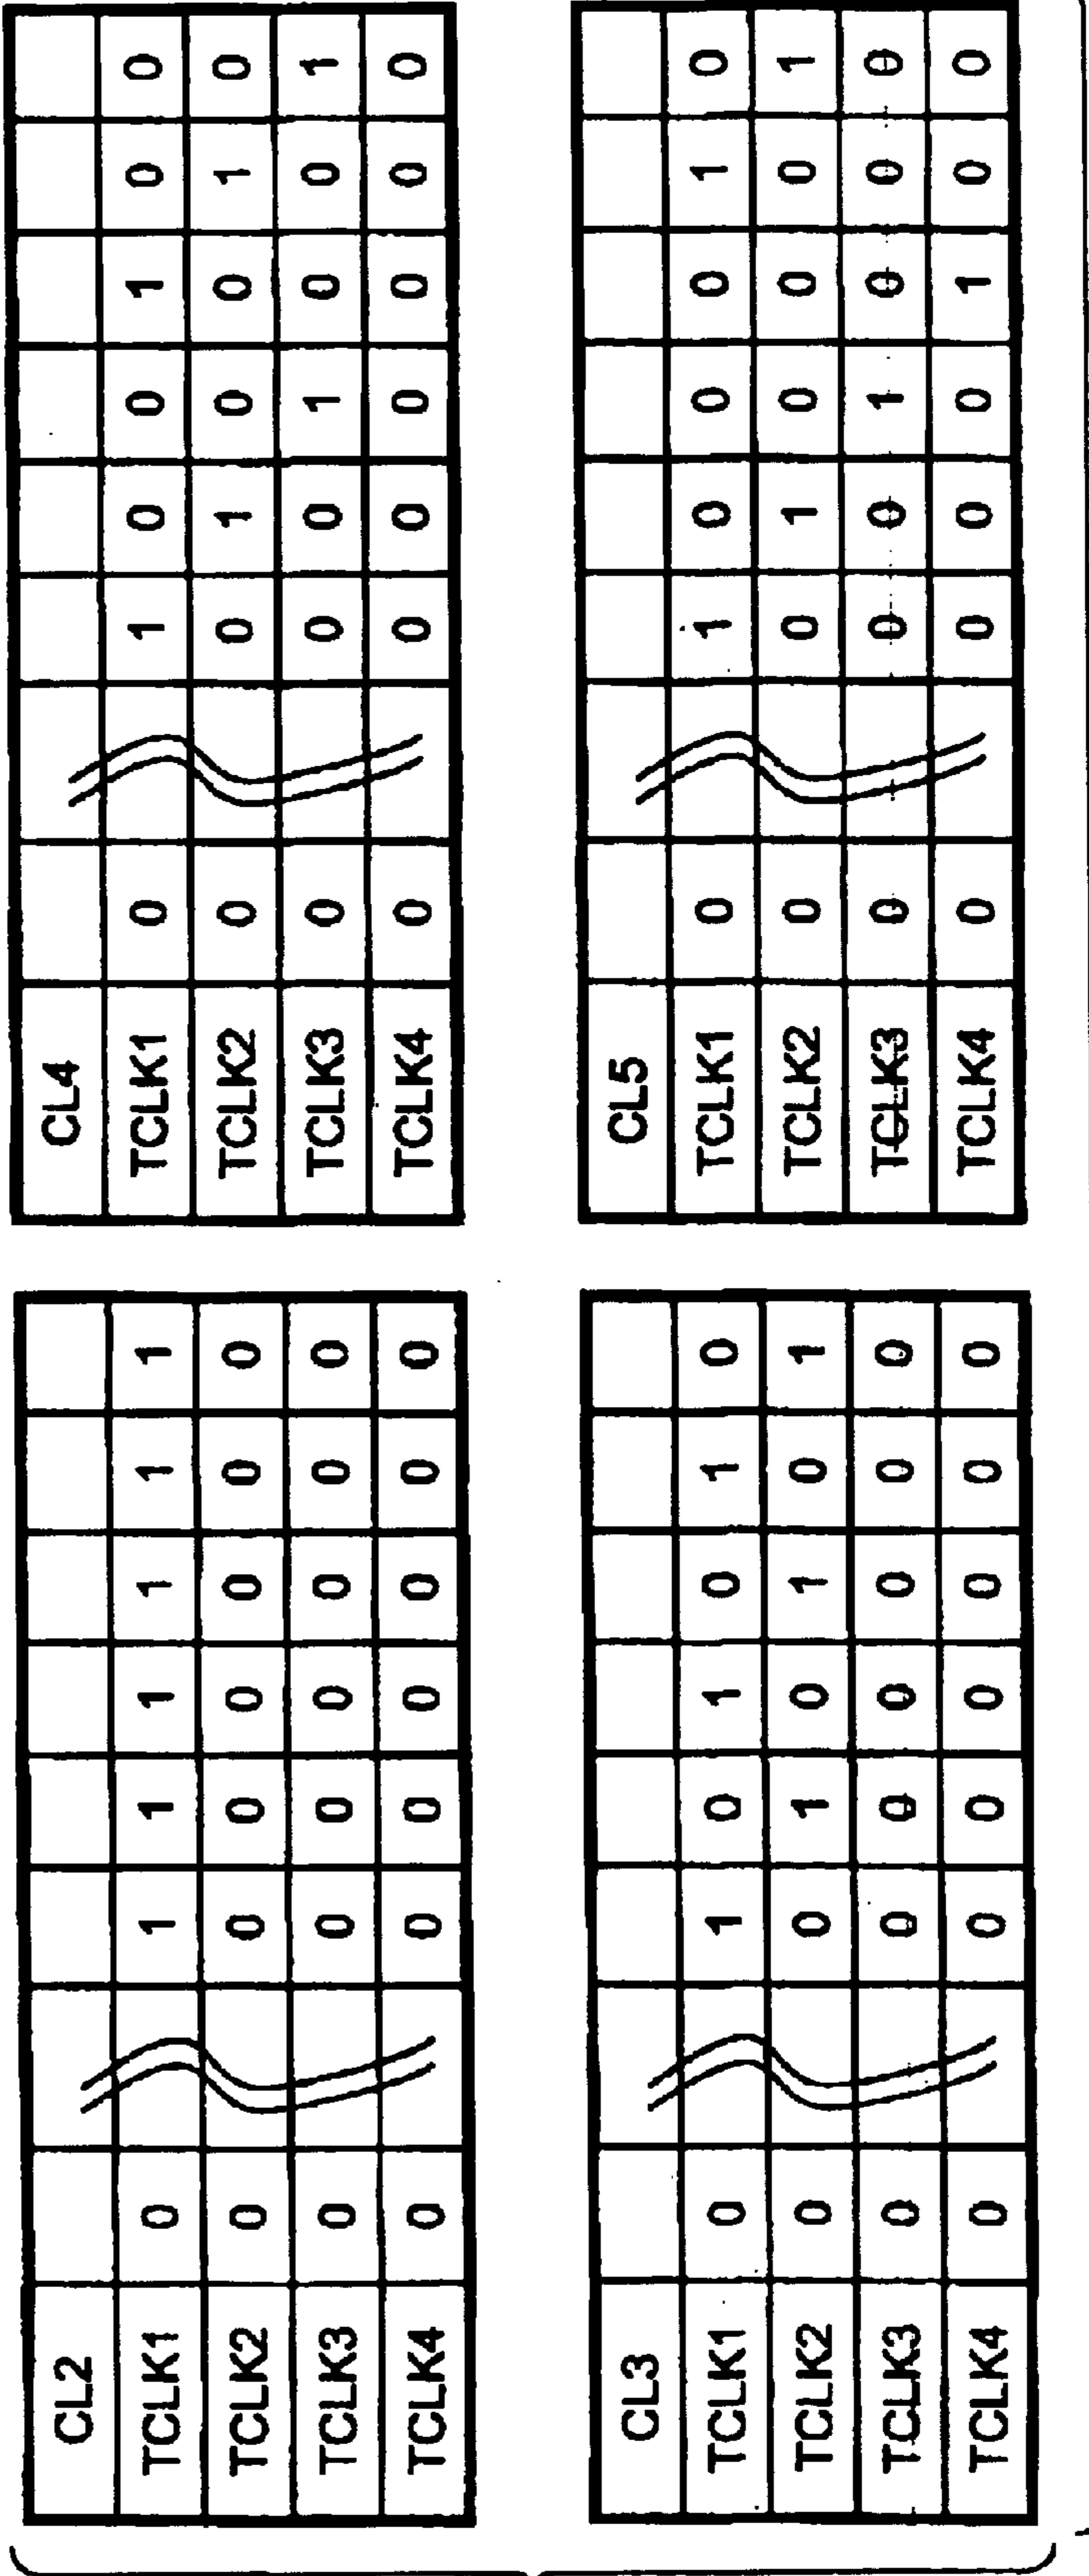 CL2
TCLK1 0 1 1 1 1 1 1
TCLK2 0 0 0 0 0 0 0
TCLK3 0 0 0 0 0 0 0
TCLK4 0 0 0 0 0 0 0
CL4
TCLK1 0 1 0 0 1 0 0
TCLK2 0 0 1 0 0 1 0
TCLK3 0 0 0 1 0 0 1
TCLK4 0 0 0 0 0 0 0
CL3
TCLK1 0 1 0 1 0 1 0
TCLK2 0 0 1 0 1 0 1
TCLK3 0 0 0 0 0 0 0
TCLK4 0 0 0 0 0 0 0
CL5
TCLK1 0 1 0 0 0 1 0
TCLK2 0 0 1 0 0 0 1
TCLK3 0 0 0 1 0 0 0
TCLK4 0 0 0 0 1 0 0